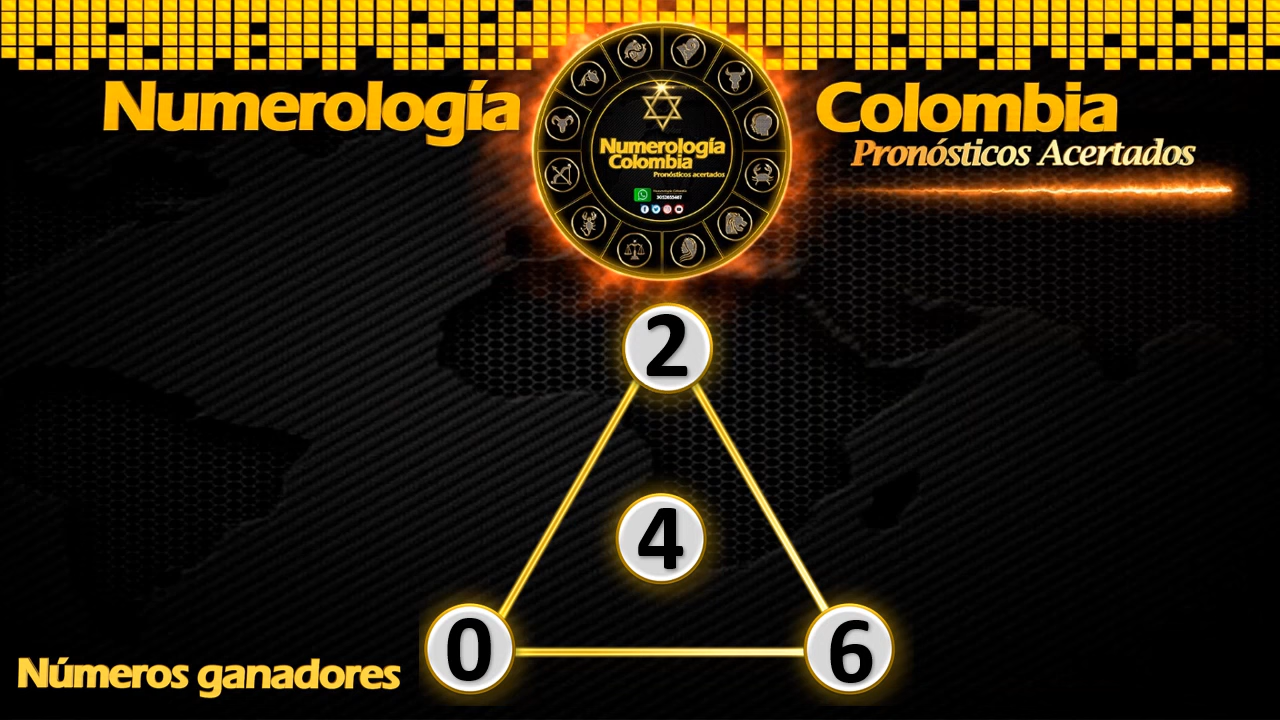 Numerología
Colombia
Pronósticos Acertados
Numerología
Colombia
Pronósticos acertados
2
4
0
6
Números ganadores